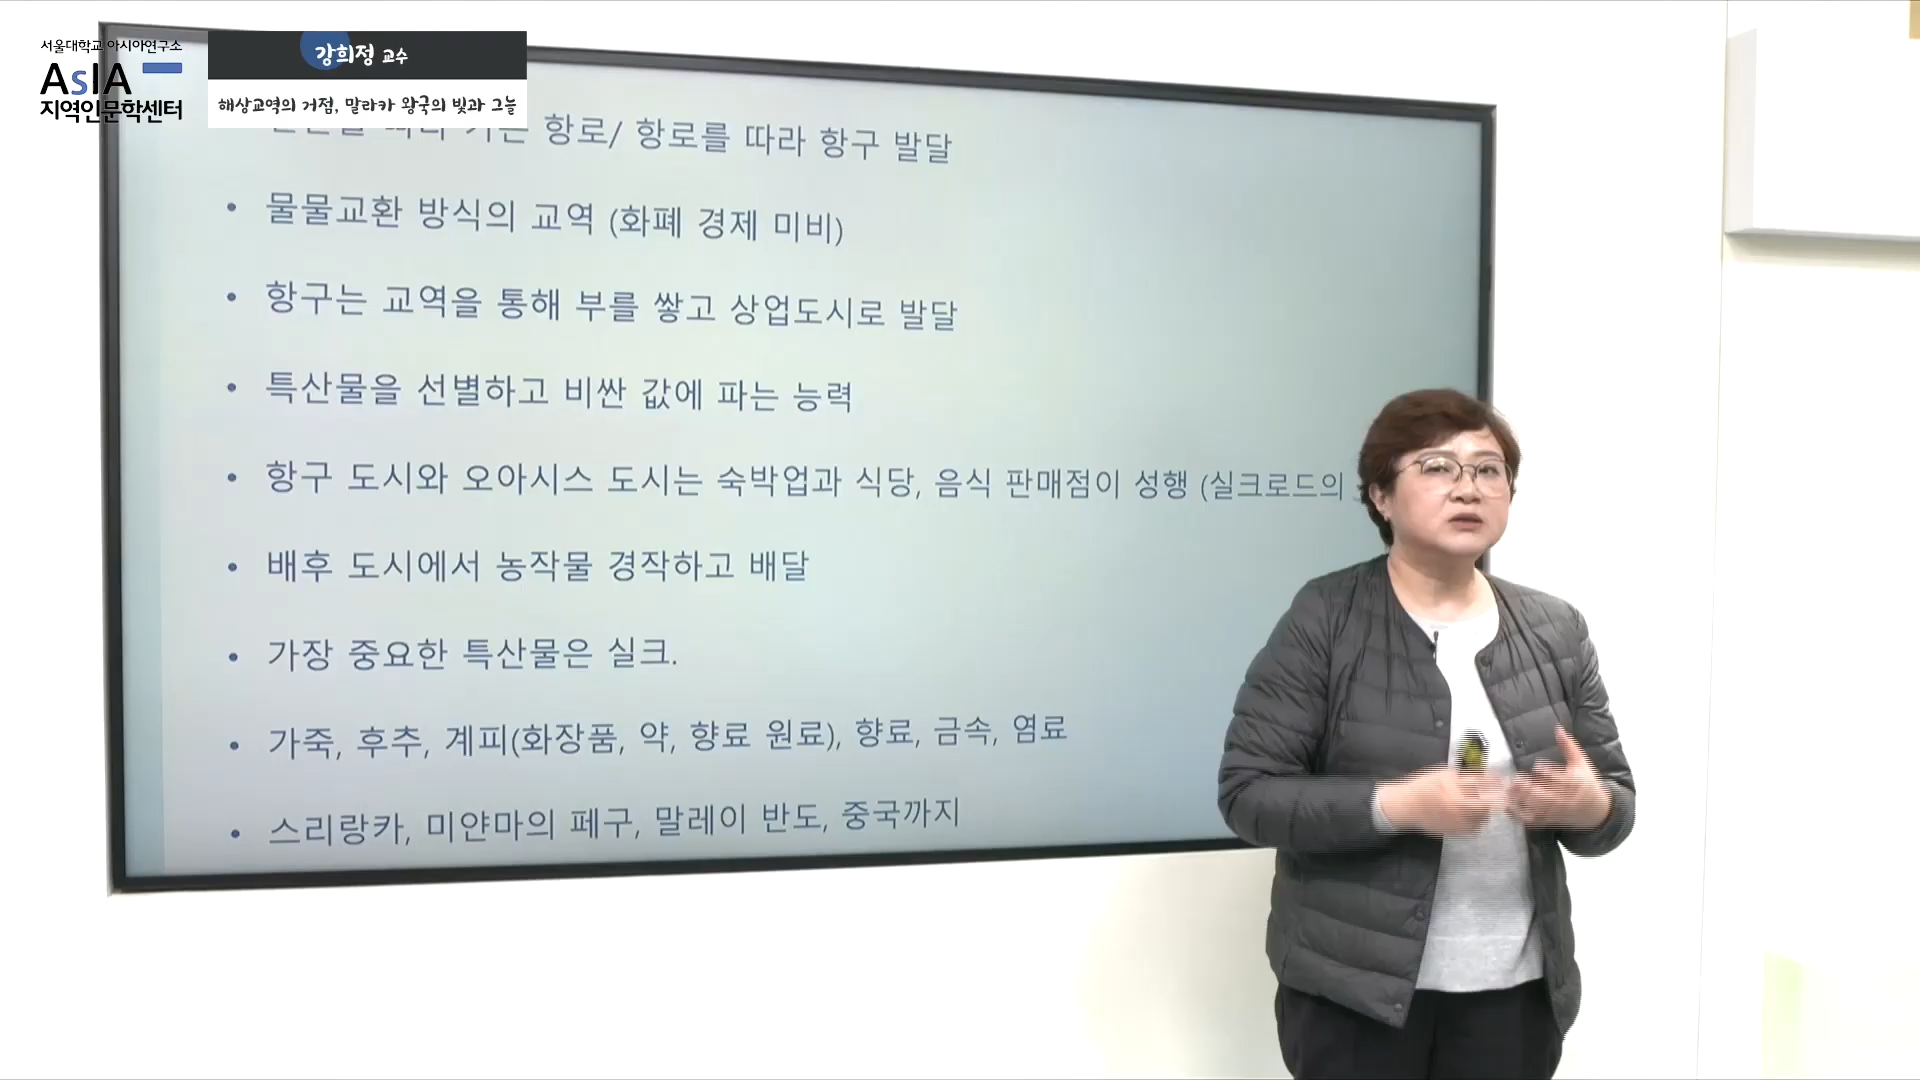 서울대학교 아시아연구소
AsIA
지역인문학센터
강희정 교수
해상교역의 거점, 말라카 왕국의 빛과 그늘
따라 가는 항로/ 항로를 따라 항구 발달
• 물물교환 방식의 교역 (화폐 경제 미비)
• 항구는 교역을 통해 부를 쌓고 상업도시로 발달
• 특산물을 선별하고 비싼 값에 파는 능력
• 항구 도시와 오아시스 도시는 숙박업과 식당, 음식 판매점이 성행 (실크로드의
• 배후 도시에서 농작물 경작하고 배달
• 가장 중요한 특산물은 실크.
• 가죽, 후추, 계피(화장품, 약, 향료 원료), 향료, 금속, 염료
• 스리랑카, 미얀마의 페구, 말레이 반도, 중국까지